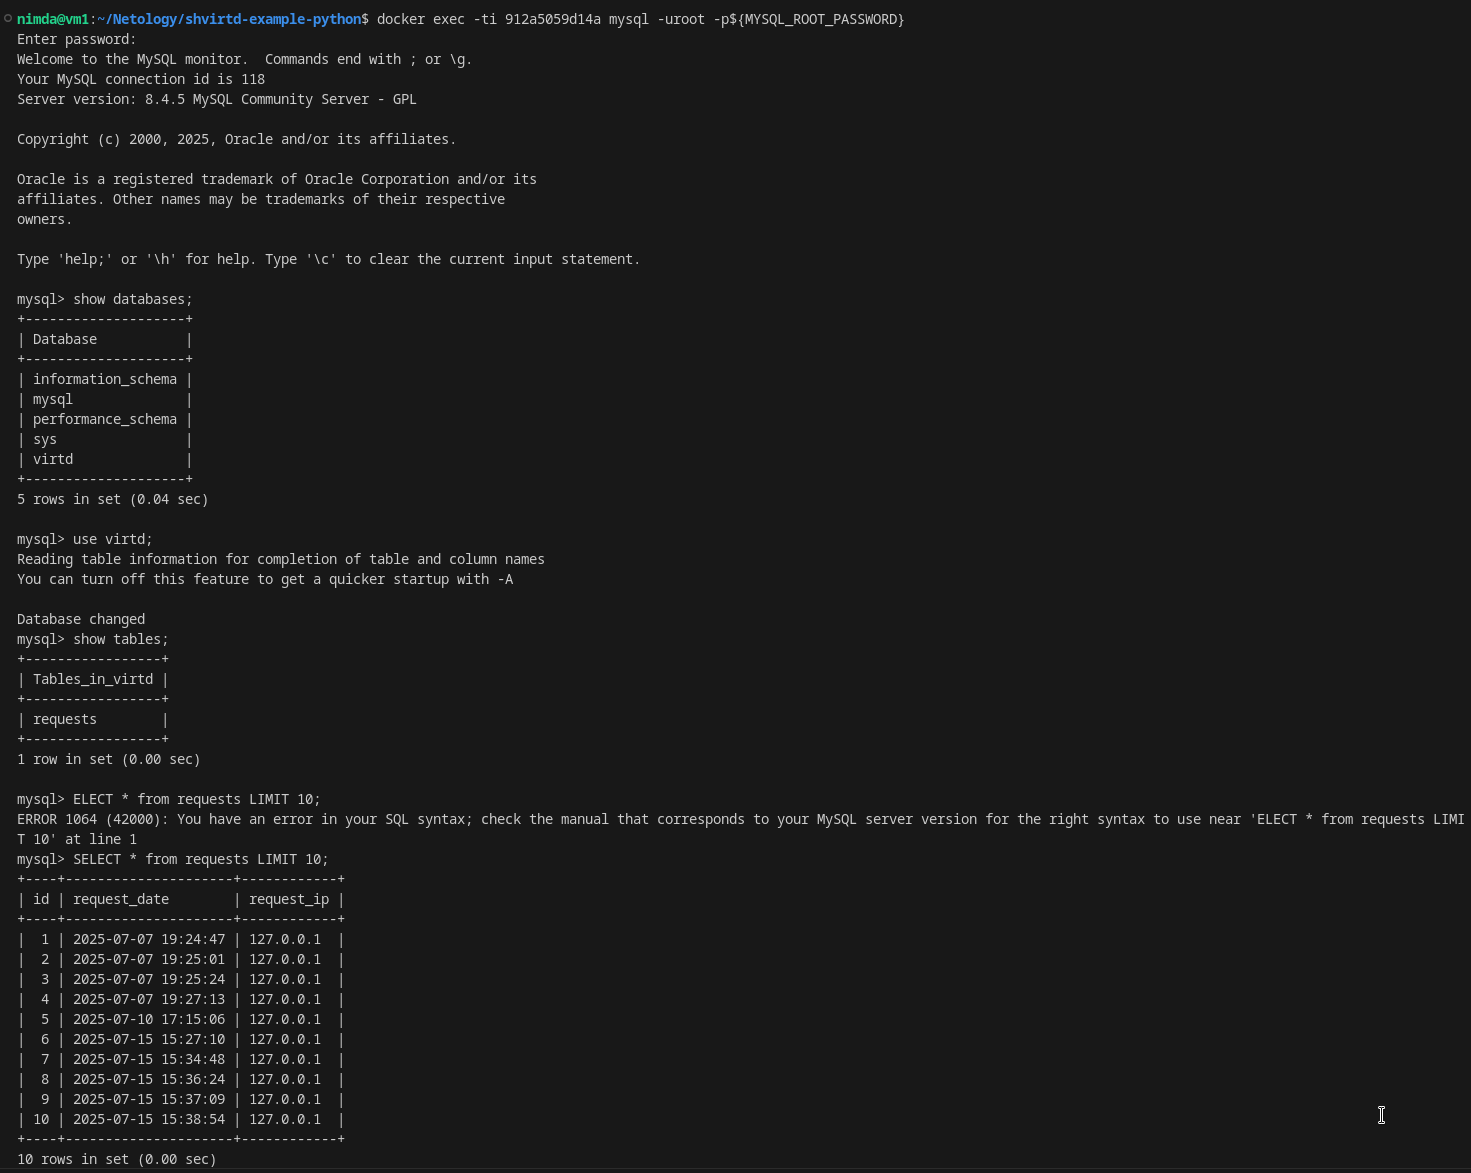 nimda@vm1:~/Netology/shvirtd-example-python$ docker exec -ti 912a5059d14a mysql -uroot -p${MYSQL_ROOT_PASSWORD}
Enter password:
Welcome to the MySQL monitor.  Commands end with ; or \g.
Your MySQL connection id is 118
Server version: 8.4.5 MySQL Community Server - GPL

Copyright (c) 2000, 2025, Oracle and/or its affiliates.

Oracle is a registered trademark of Oracle Corporation and/or its
affiliates. Other names may be trademarks of their respective
owners.

Type 'help;' or '\h' for help. Type '\c' to clear the current input statement.

mysql> show databases;
+--------------------+
| Database           |
+--------------------+
| information_schema |
| mysql              |
| performance_schema |
| sys                |
| virtd              |
+--------------------+
5 rows in set (0.04 sec)

mysql> use virtd;
Reading table information for completion of table and column names
You can turn off this feature to get a quicker startup with -A

Database changed
mysql> show tables;
+-----------------+
| Tables_in_virtd |
+-----------------+
| requests        |
+-----------------+
1 row in set (0.00 sec)

mysql> ELECT * from requests LIMIT 10;
ERROR 1064 (42000): You have an error in your SQL syntax; check the manual that corresponds to your MySQL server version for the right syntax to use near 'ELECT * from requests LIMI
T 10' at line 1
mysql> SELECT * from requests LIMIT 10;
+----+---------------------+------------+
| id | request_date        | request_ip |
+----+---------------------+------------+
|  1 | 2025-07-07 19:24:47 | 127.0.0.1  |
|  2 | 2025-07-07 19:25:01 | 127.0.0.1  |
|  3 | 2025-07-07 19:25:24 | 127.0.0.1  |
|  4 | 2025-07-07 19:27:13 | 127.0.0.1  |
|  5 | 2025-07-10 17:15:06 | 127.0.0.1  |
|  6 | 2025-07-15 15:27:10 | 127.0.0.1  |
|  7 | 2025-07-15 15:34:48 | 127.0.0.1  |
|  8 | 2025-07-15 15:36:24 | 127.0.0.1  |
|  9 | 2025-07-15 15:37:09 | 127.0.0.1  |
| 10 | 2025-07-15 15:38:54 | 127.0.0.1  |
+----+---------------------+------------+
10 rows in set (0.00 sec)